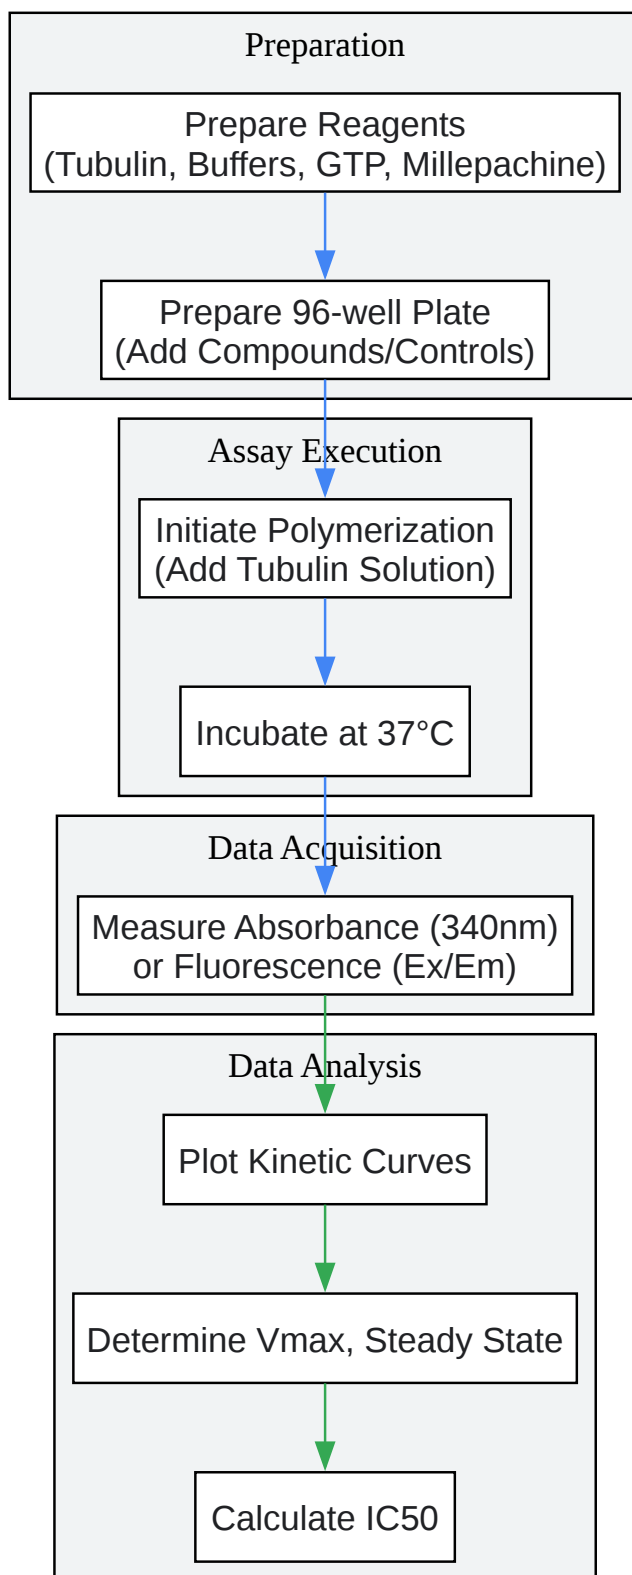 Preparation
Prepare Reagents
(Tubulin, Buffers, GTP, Millepachine)
Prepare 96-well Plate
(Add Compounds/Controls)
Assay Execution
Initiate Polymerization
(Add Tubulin Solution)
Incubate at 37°C
Data Acquisition
Measure Absorbance (340nm)
or Fluorescence (Ex/Em)
Data Analysis
Plot Kinetic Curves
Determine Vmax, Steady State
Calculate IC50